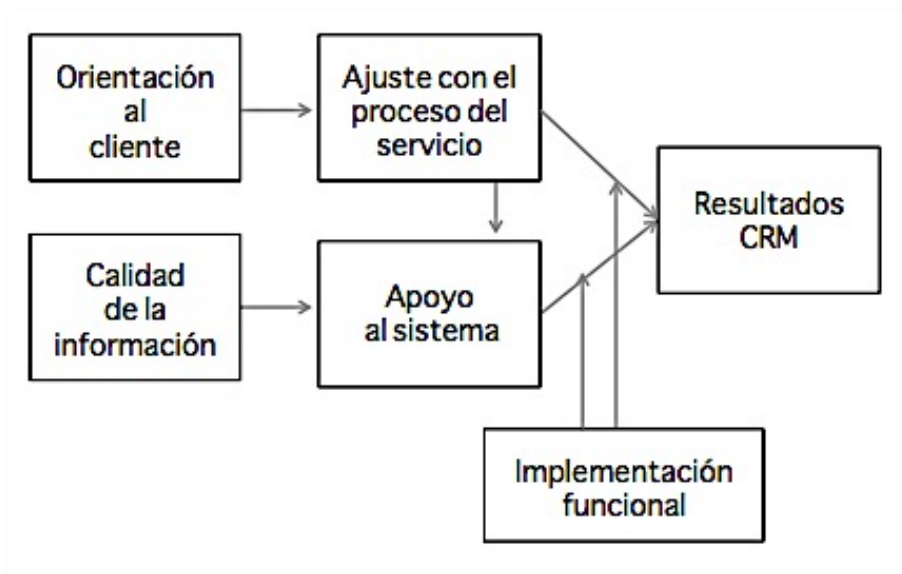 Orientación
al
cliente
Ajuste con el
proceso del
servicio
Resultados
CRM
Calidad
de la
información
Apoyo
al sistema
Implementación
funcional